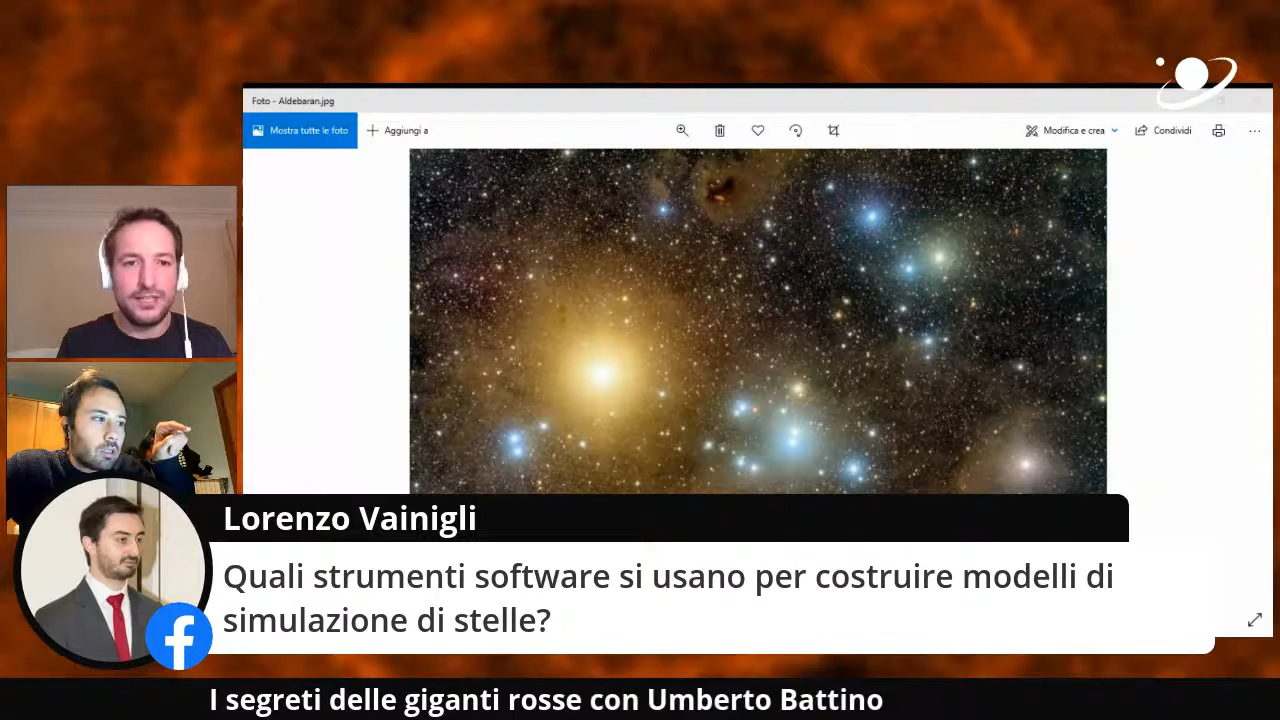 Foto - Aldebaran.jpg
Mostra tutte le foto
Aggiungi a
Modifica e crea
Condividi
Lorenzo Vainigli
Quali strumenti software si usano per costruire modelli di
simulazione di stelle?
I segreti delle giganti rosse con Umberto Battino